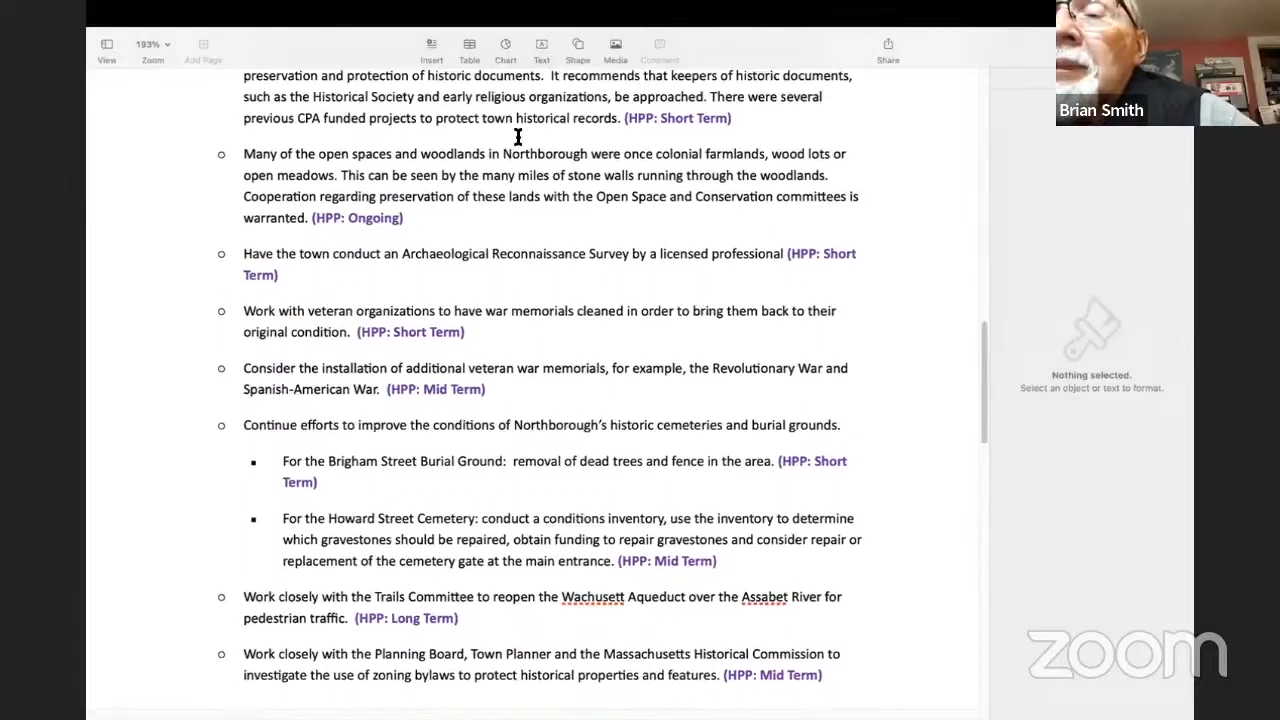 193%
View
Zoom
Add Page
Insert
Table
Chart
Text
Shape
Media
Comment
Share
Brian Smith
preservation and protection of historic documents.  It recommends that keepers of historic documents,
such as the Historical Society and early religious organizations, be approached. There were several
previous CPA funded projects to protect town historical records. (HPP: Short Term)
○ Many of the open spaces and woodlands in Northborough were once colonial farmlands, wood lots or
open meadows. This can be seen by the many miles of stone walls running through the woodlands.
Cooperation regarding preservation of these lands with the Open Space and Conservation committees is
warranted. (HPP: Ongoing)
○ Have the town conduct an Archaeological Reconnaissance Survey by a licensed professional (HPP: Short
Term)
○ Work with veteran organizations to have war memorials cleaned in order to bring them back to their
original condition.  (HPP: Short Term)
○ Consider the installation of additional veteran war memorials, for example, the Revolutionary War and
Spanish-American War.  (HPP: Mid Term)
○ Continue efforts to improve the conditions of Northborough’s historic cemeteries and burial grounds.
▪ For the Brigham Street Burial Ground:  removal of dead trees and fence in the area. (HPP: Short
Term)
▪ For the Howard Street Cemetery: conduct a conditions inventory, use the inventory to determine
which gravestones should be repaired, obtain funding to repair gravestones and consider repair or
replacement of the cemetery gate at the main entrance. (HPP: Mid Term)
○ Work closely with the Trails Committee to reopen the Wachusett Aqueduct over the Assabet River for
pedestrian traffic.  (HPP: Long Term)
○ Work closely with the Planning Board, Town Planner and the Massachusetts Historical Commission to
investigate the use of zoning bylaws to protect historical properties and features. (HPP: Mid Term)
Nothing selected.
Select an object or text to format.
zoom